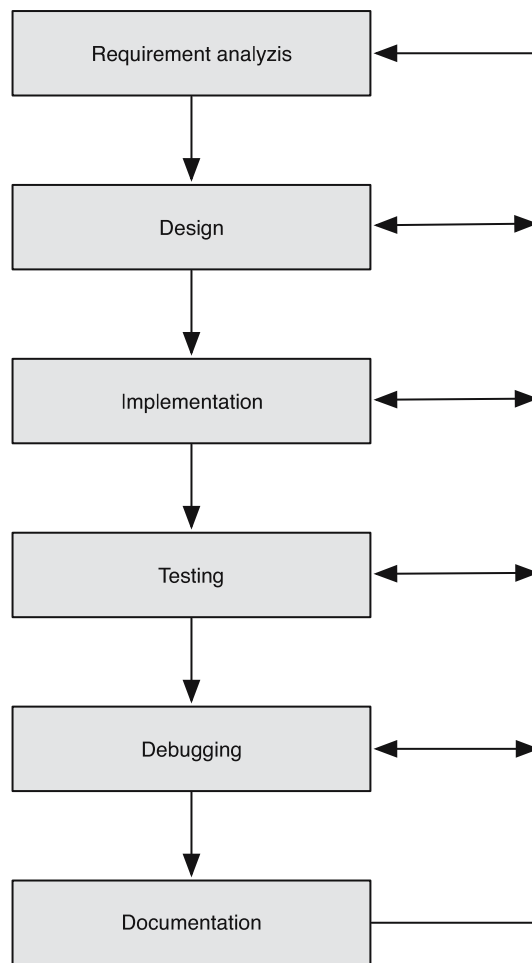 Requirement analyzis
Design
Implementation
Testing
Debugging
Documentation